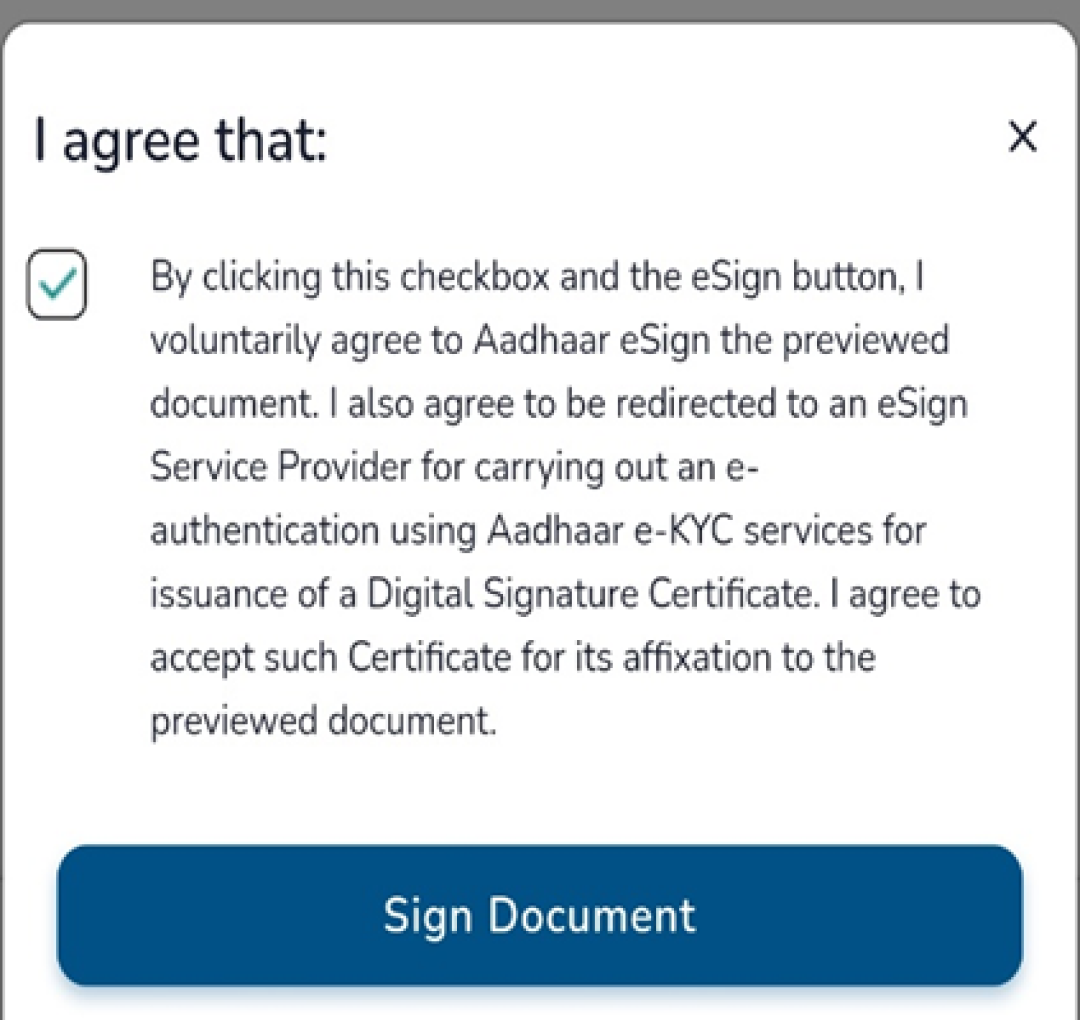 I agree that:
By clicking this checkbox and the eSign button, I
voluntarily agree to Aadhaar eSign the previewed
document. I also agree to be redirected to an eSign
Service Provider for carrying out an e-
authentication using Aadhaar e-KYC services for
issuance of a Digital Signature Certificate. I agree to
accept such Certificate for its affixation to the
previewed document.
Sign Document